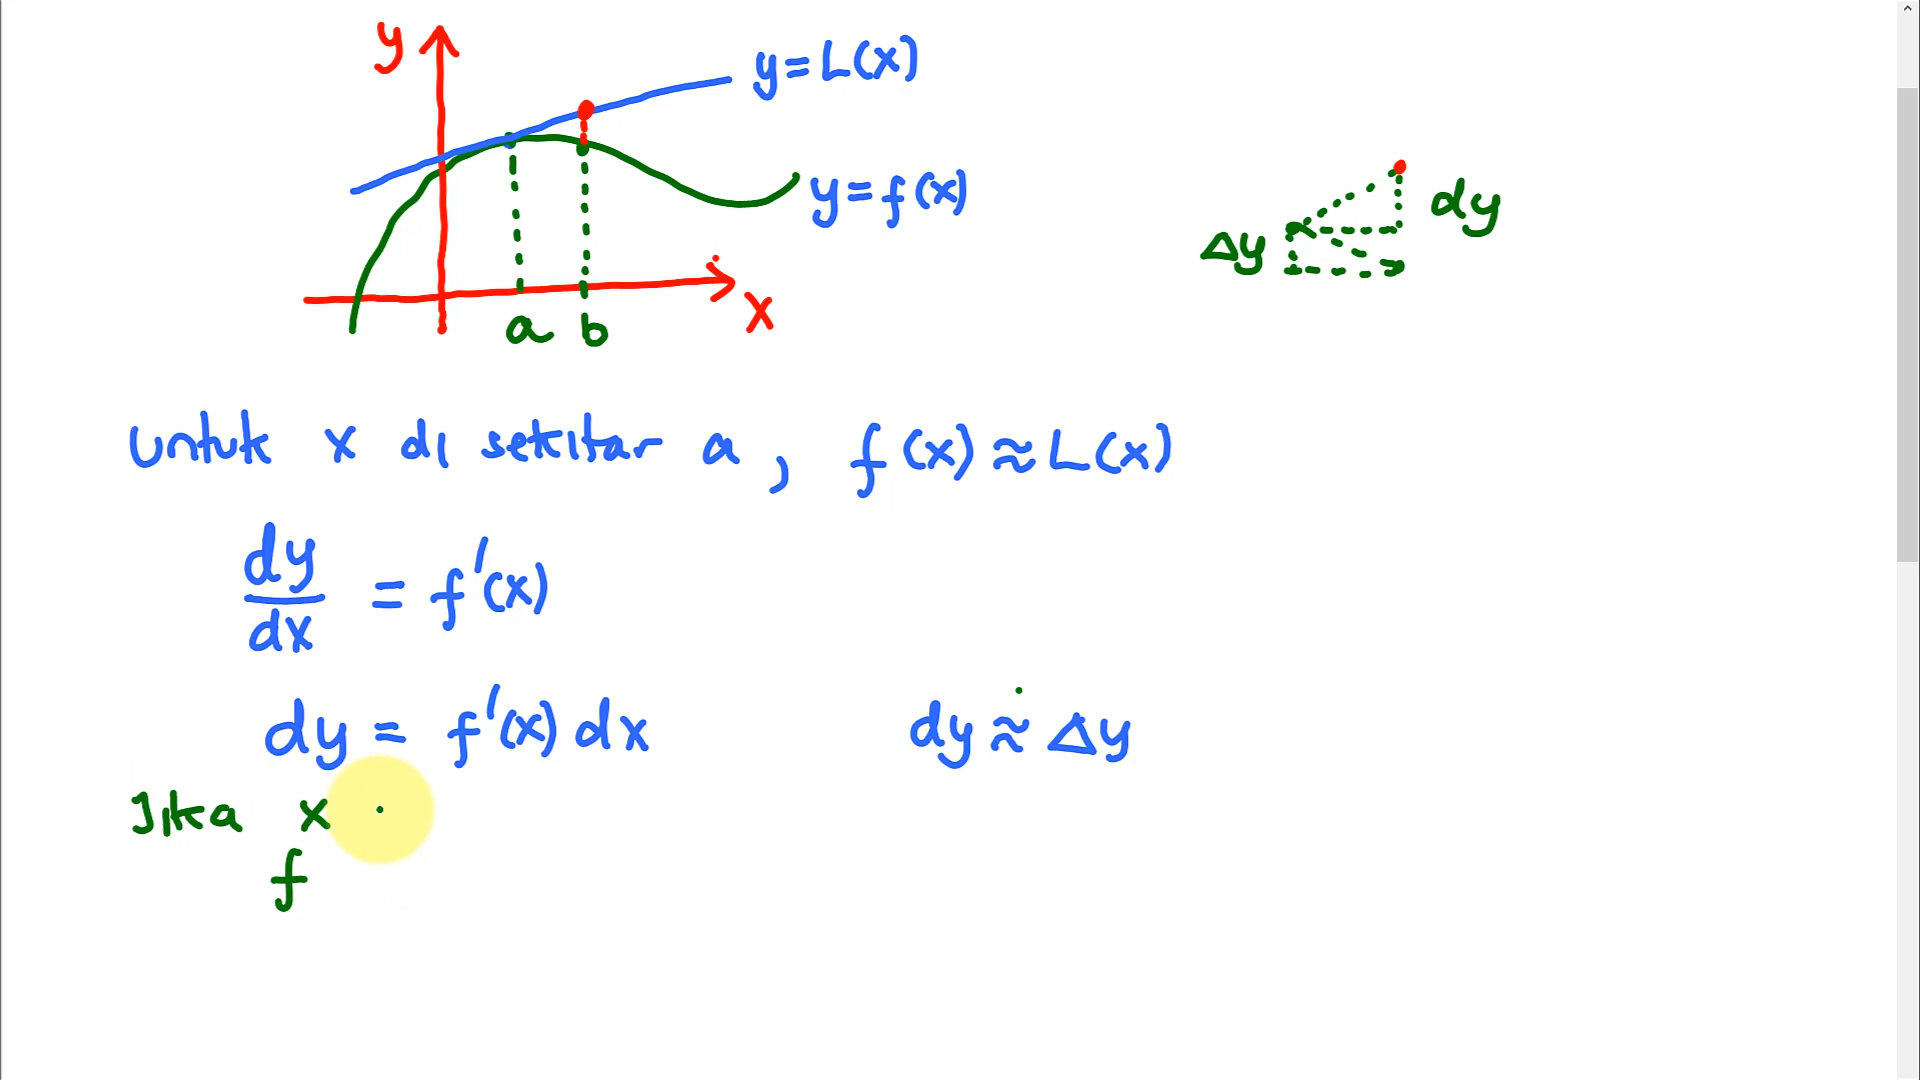 y
y=L(x)
y=f(x)
dy
Δy
x
a b
Untuk x di sekitar a, f(x)≈L(x)
dy/dx = f'(x)
dy = f'(x) dx
dy ≈ Δy
Jika x
f